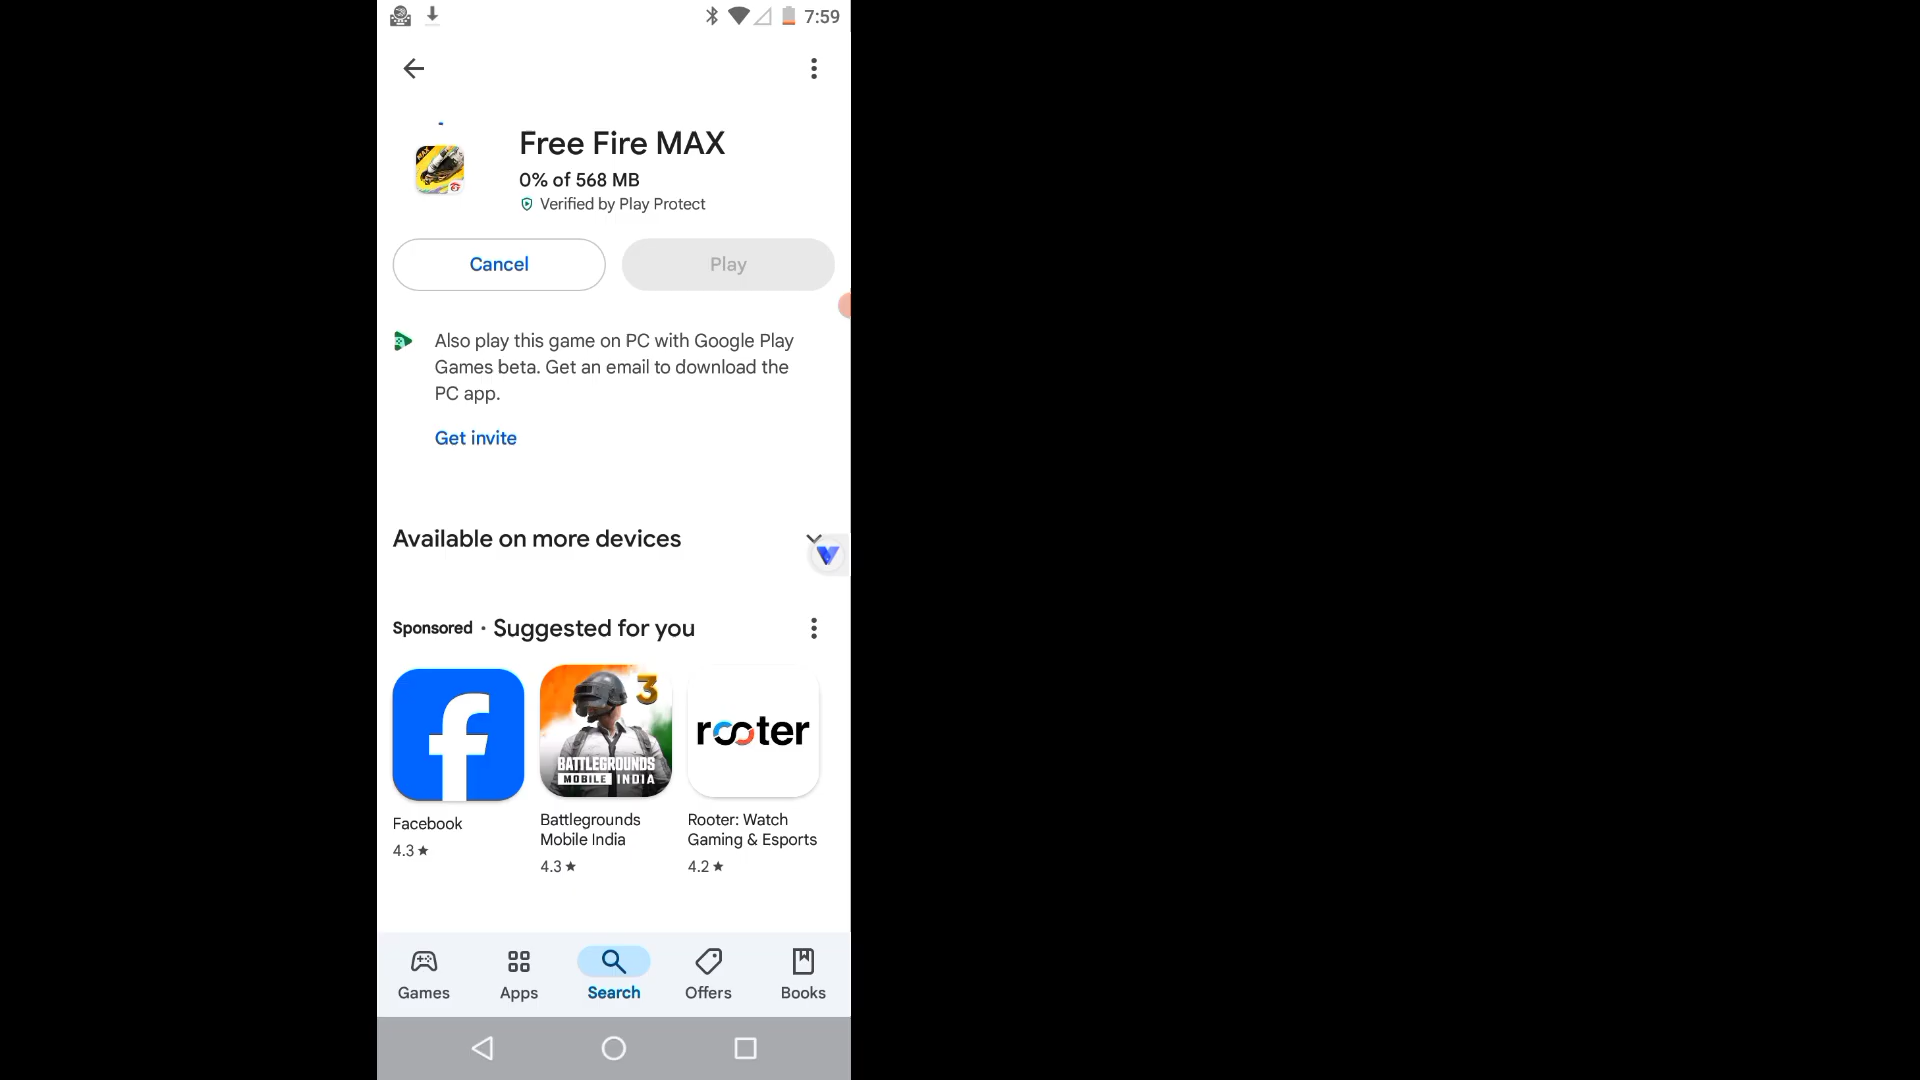 7:59
Free Fire MAX
0% of 568 MB
Verified by Play Protect
Cancel
Play
Also play this game on PC with Google Play
Games beta. Get an email to download the
PC app.
Get invite
Available on more devices
Sponsored · Suggested for you
3
BATTLEGROUNDS
MOBILE INDIA
rooter
Facebook
4.3 ★
Battlegrounds
Mobile India
4.3 ★
Rooter: Watch
Gaming & Esports
4.2 ★
Games
Apps
Search
Offers
Books